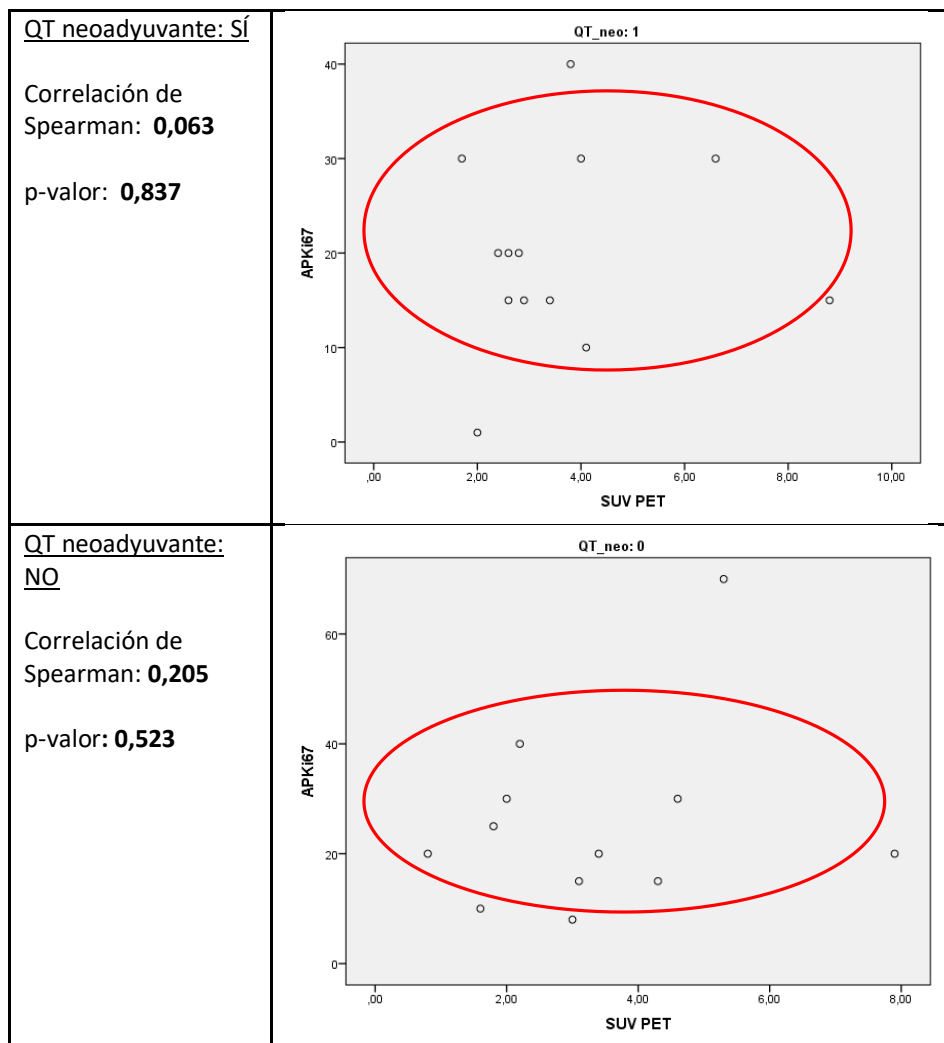 QT neoadyuvante: SÍ
Correlación de
Spearman: 0,063
p-valor: 0,837
QT_neo: 1
40
30
20
10
0
APKi67
,00
2,00
4,00
6,00
8,00
10,00
SUV PET
QT neoadyuvante:
NO
Correlación de
Spearman: 0,205
p-valor: 0,523
QT_neo: 0
60
40
20
0
APKi67
,00
2,00
4,00
6,00
8,00
SUV PET